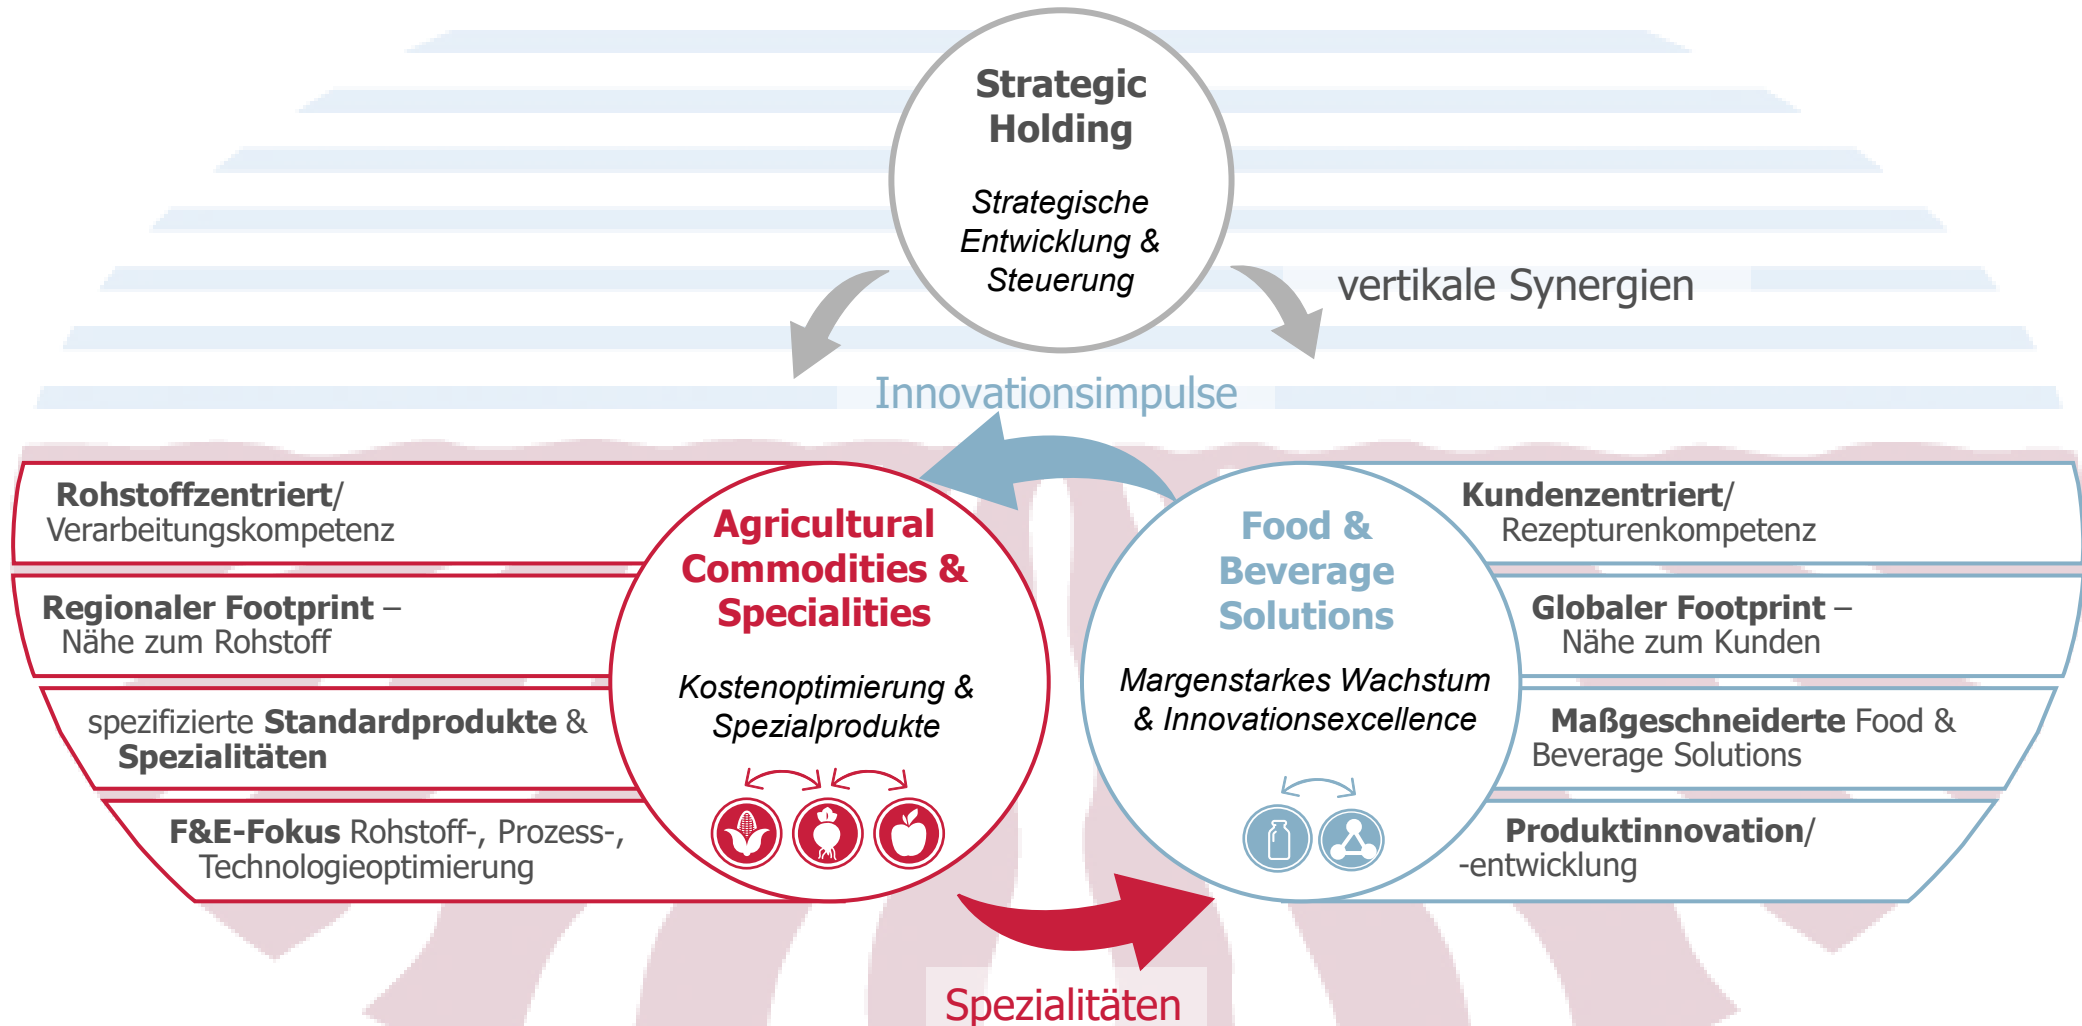 Strategic
Holding
Strategische
Entwicklung &
Steuerung
vertikale Synergien
Innovationsimpulse
Rohstoffzentriert/
Verarbeitungskompetenz
Regionaler Footprint –
Nähe zum Rohstoff
spezifizierte Standardprodukte &
Spezialitäten
F&E-Fokus Rohstoff-, Prozess-,
Technologieoptimierung
Agricultural
Commodities &
Specialities
Kostenoptimierung &
Spezialprodukte
Food &
Beverage
Solutions
Margenstarkes Wachstum
& Innovationsexcellence
Kundenzentriert/
Rezepturenkompetenz
Globaler Footprint –
Nähe zum Kunden
Maßgeschneiderte Food &
Beverage Solutions
Produktinnovation/
-entwicklung
Spezialitäten